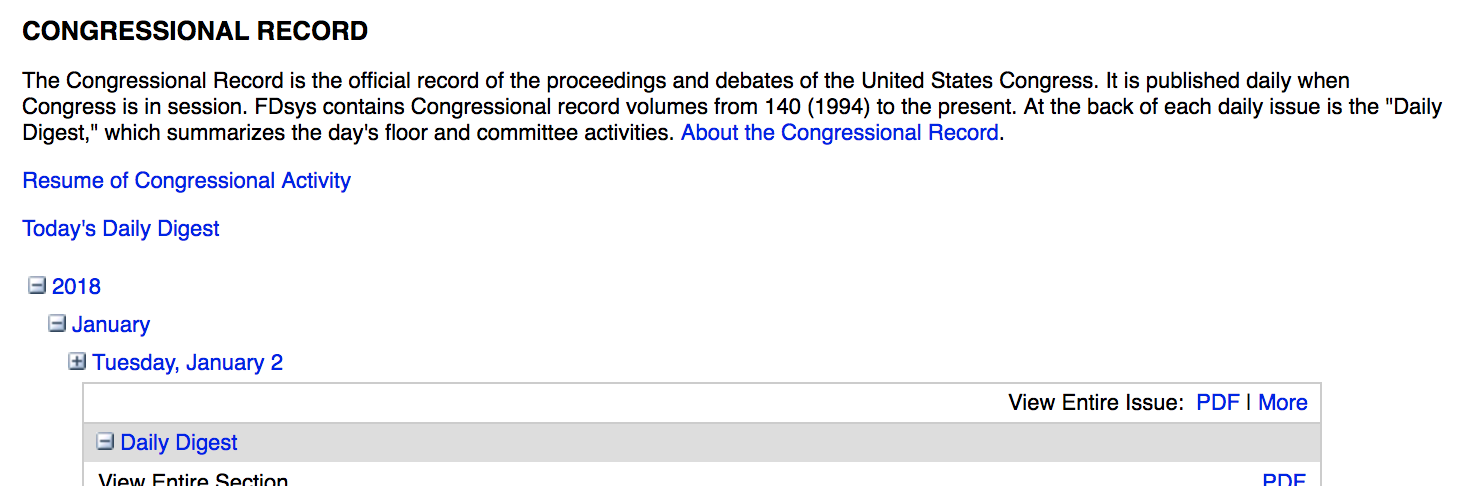 CONGRESSIONAL RECORD
The Congressional Record is the official record of the proceedings and debates of the United States Congress. It is published daily when
Congress is in session. FDsys contains Congressional record volumes from 140 (1994) to the present. At the back of each daily issue is the "Daily
Digest," which summarizes the day's floor and committee activities. About the Congressional Record.
Resume of Congressional Activity
Today's Daily Digest
2018
January
Tuesday, January 2
View Entire Issue: PDF | More
Daily Digest
View Entire Section PDF